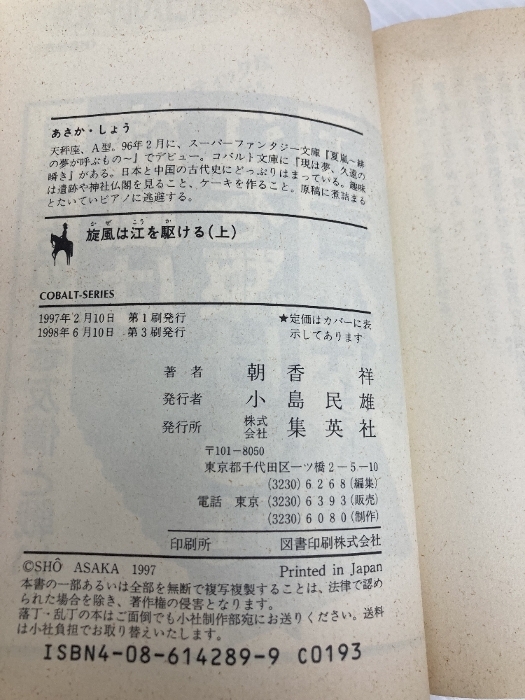 あさか・しょう
天秤座、A型。96年2月に、スーパーファンタジー文庫『夏嵐~緋
の夢が呼ぶもの~』でデビュー。コバルト文庫に『現は夢、久遠の
瞬き』がある。日本と中国の古代史にどっぷりはまっている。趣味
は遺跡や神社仏閣を見ること、ケーキを作ること。原稿に煮詰まる
とたいていピアノに逃避する。
かぜ こう か
旋風は江を駆ける(上)
COBALT-SERIES
1997年2月10日 第1刷発行
1998年6月10日 第3刷発行
★定価はカバーに表
示してあります
著者 朝香祥
発行者 小島民雄
発行所 株式会社 集英社
〒101-8050
東京都千代田区一ツ橋2-5-10
(3230)6268(編集)
電話 東京 (3230)6393(販売)
(3230)6080(制作)
印刷所 図書印刷株式会社
©SHÔ ASAKA 1997 Printed in Japan
本書の一部あるいは全部を無断で複写複製することは、法律で認め
られた場合を除き、著作権の侵害となります。
落丁・乱丁の本はご面倒でも小社制作部宛にお送りください。送料
は小社負担でお取り替えいたします。
ISBN4-08-614289-9 C0193